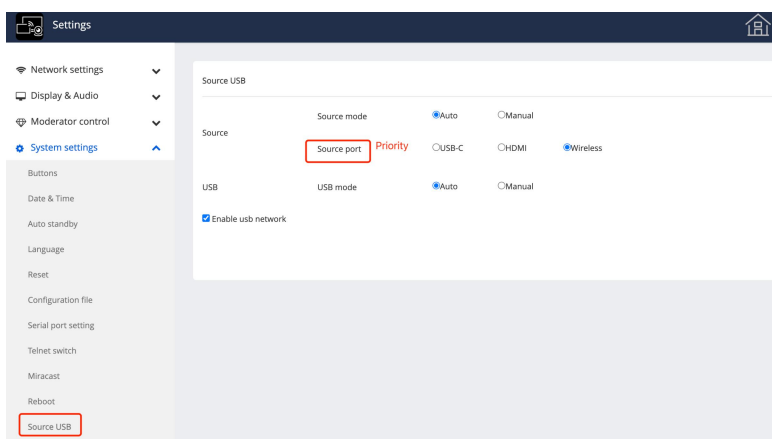 Settings
Network settings
Display & Audio
Moderator control
System settings
Buttons
Date & Time
Auto standby
Language
Reset
Configuration file
Serial port setting
Telnet switch
Miracast
Reboot
Source USB
Source USB
Source mode Auto Manual
Source
Source port Priority USB-C HDMI Wireless
USB USB mode Auto Manual
Enable usb network